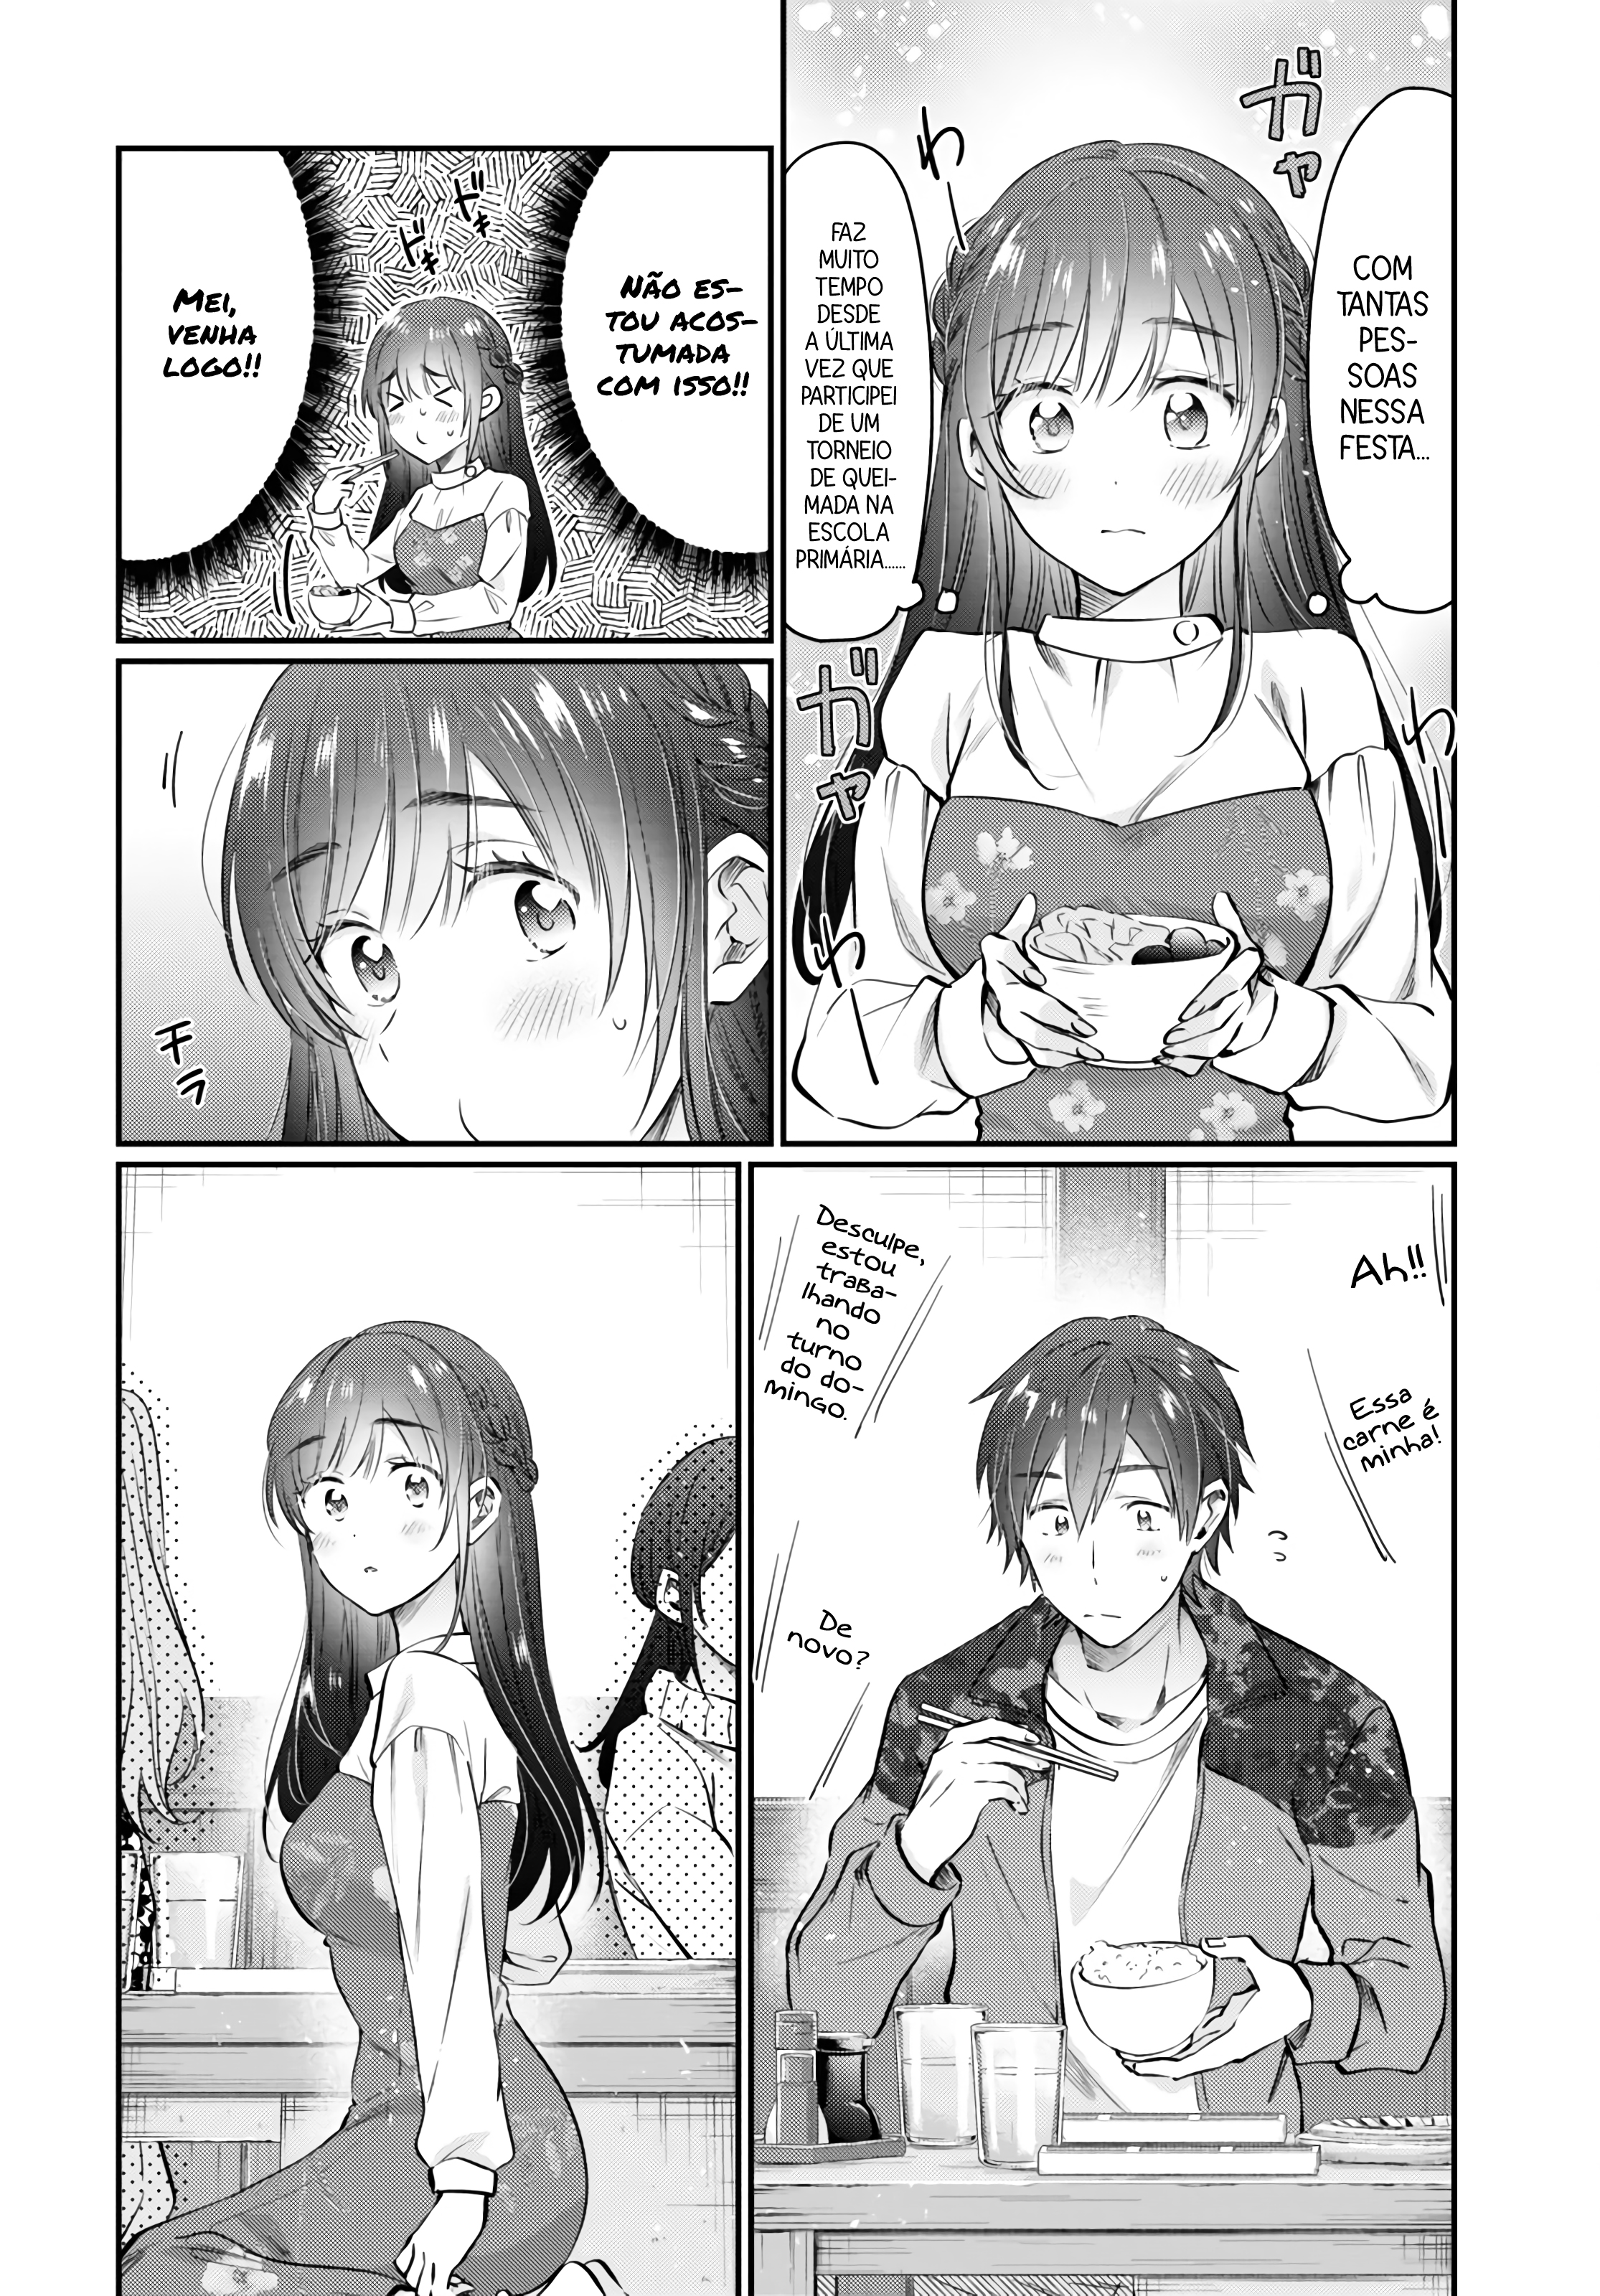 COM
TANTAS
PES-
SOAS
NESSA
FESTA...
ガヤ
わ
FAZ
MUITO
TEMPO
DESDE
A ÚLTIMA
VEZ QUE
PARTICIPEI
DE UM
TORNEIO
DE QUEI-
MADA NA
ESCOLA
PRIMÁRIA......
ガヤ
わ
わ
NÃO ES-
TOU ACOS-
TUMADA
COM ISSO!!
ドキ
ドキ
MEI,
VENHA
LOGO!!
チラ
Ah!!
Essa
carne é
minha!
Desculpe,
estou
traba-
lhando
no
turno
do do-
mingo.
De
novo?